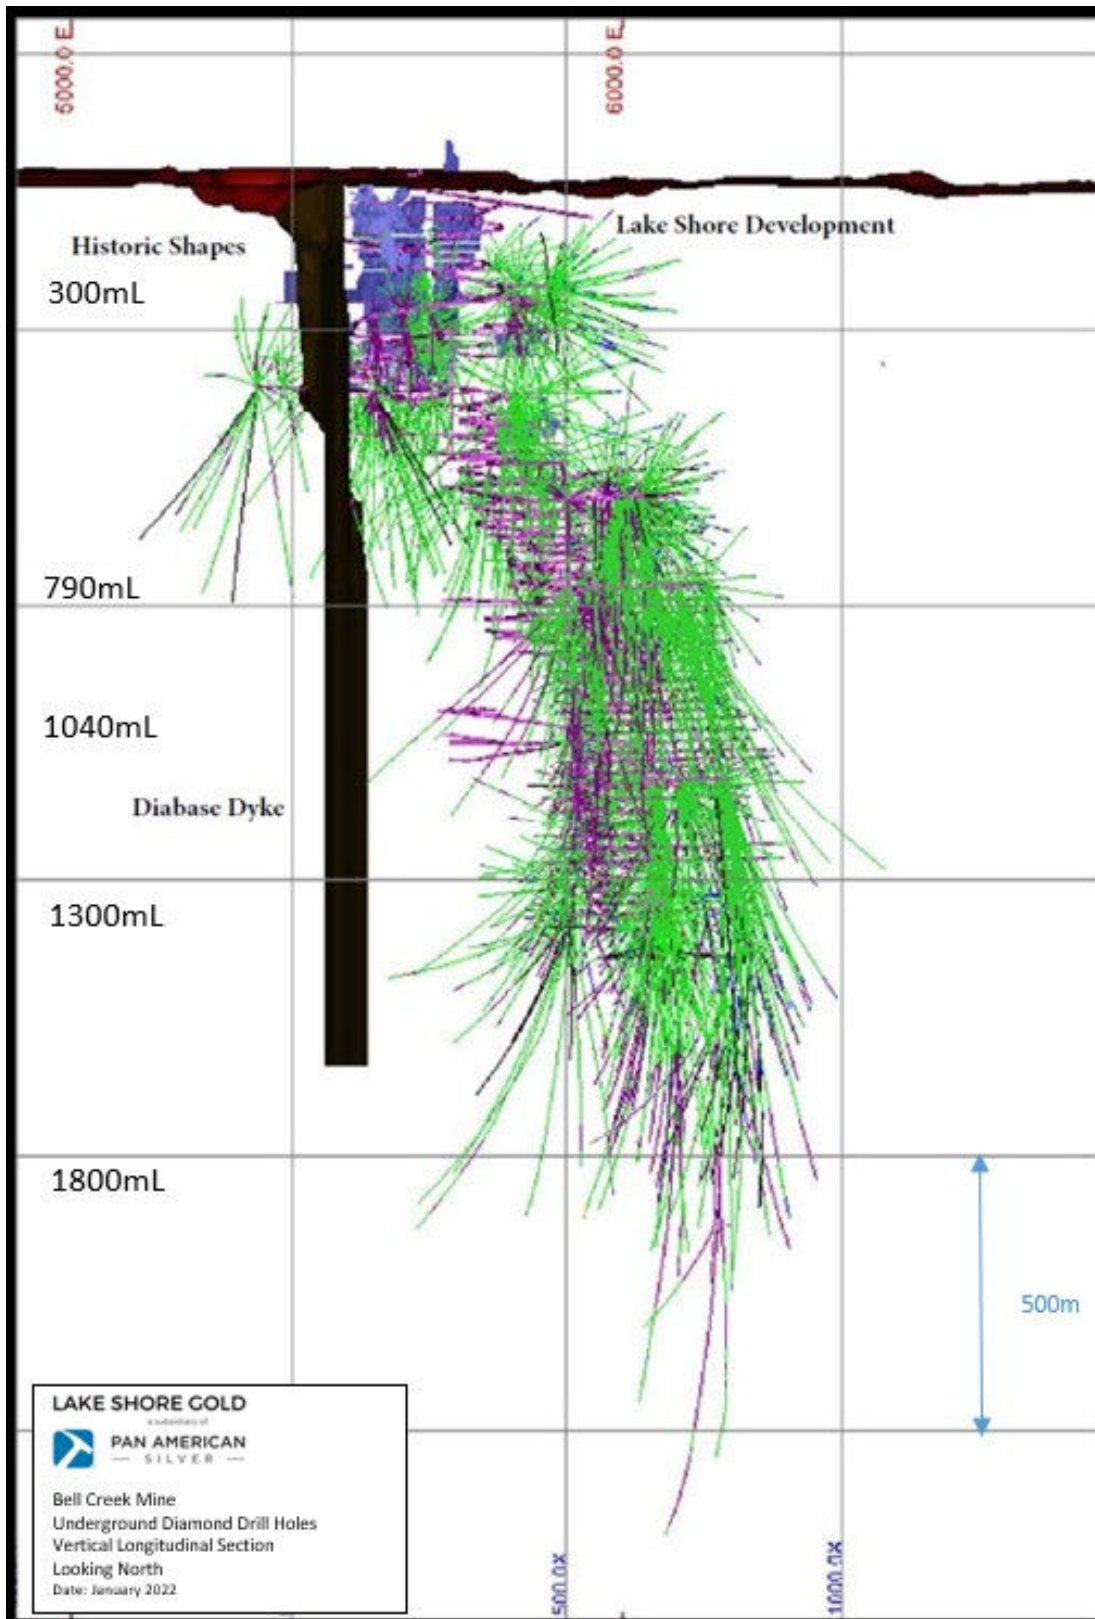 5000.0 E
6000.0 E
Lake Shore Development
Historic Shapes
300mL
790mL
1040mL
Diabase Dyke
1300mL
1800mL
500m
LAKE SHORE GOLD
a subsidiary of
PAN AMERICAN
— SILVER —
Bell Creek Mine
Underground Diamond Drill Holes
Vertical Longitudinal Section
Looking North
Date: January 2022
500.0X
1000.0X